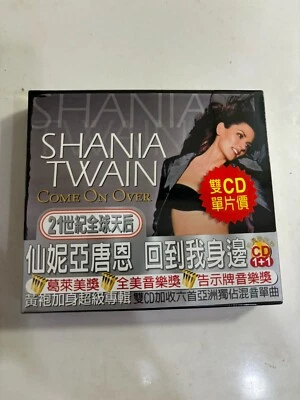 SHANIA
SHANIA
TWAIN
COME ON OVER
雙CD
單片價
21世紀全球天后
仙妮亞唐恩 回到我身邊
CD
1+1
葛萊美獎 全美音樂獎 告示牌音樂獎
黃袍加身超級專輯 雙CD加收六首亞洲獨佔混音單曲